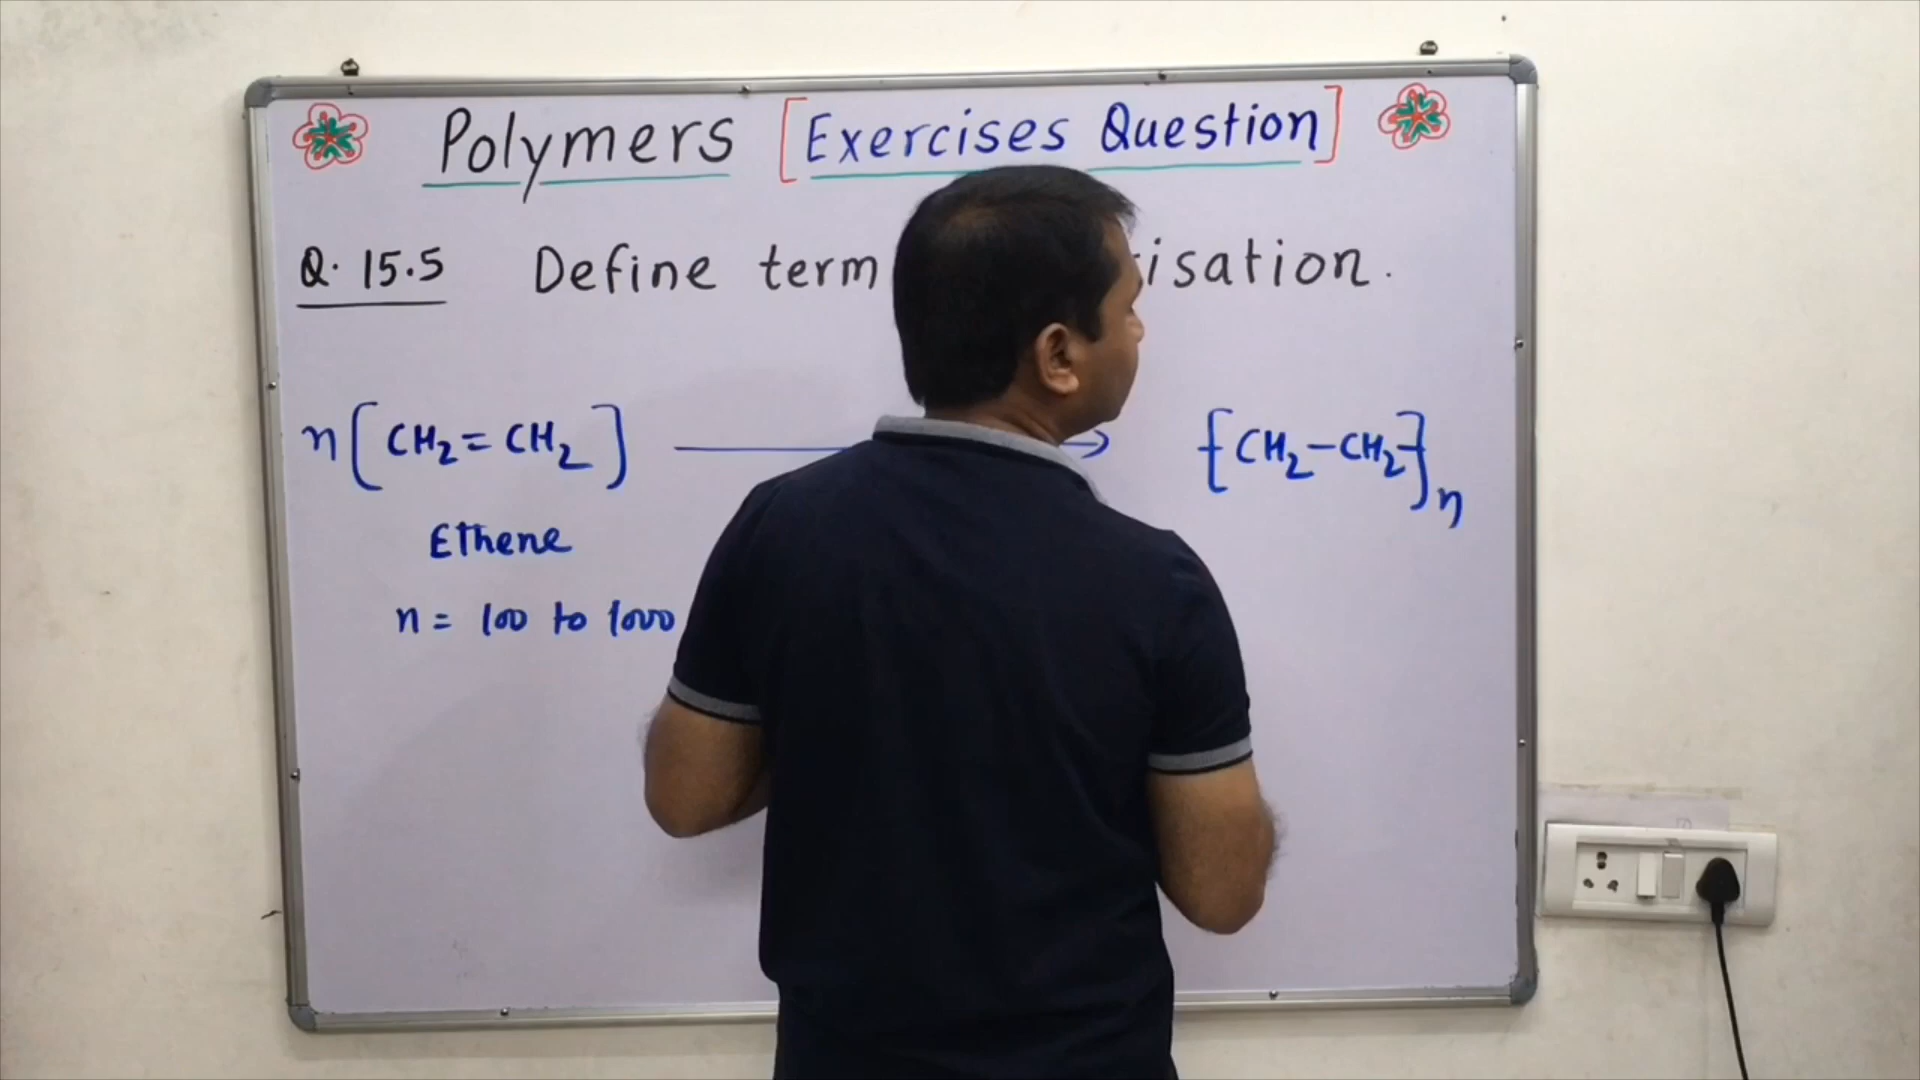 Polymers [Exercises Question]
Q. 15.5 Define term isation.
n[CH₂=CH₂] ⟶ [CH₂-CH₂]n
Ethene
n = 100 to 1000